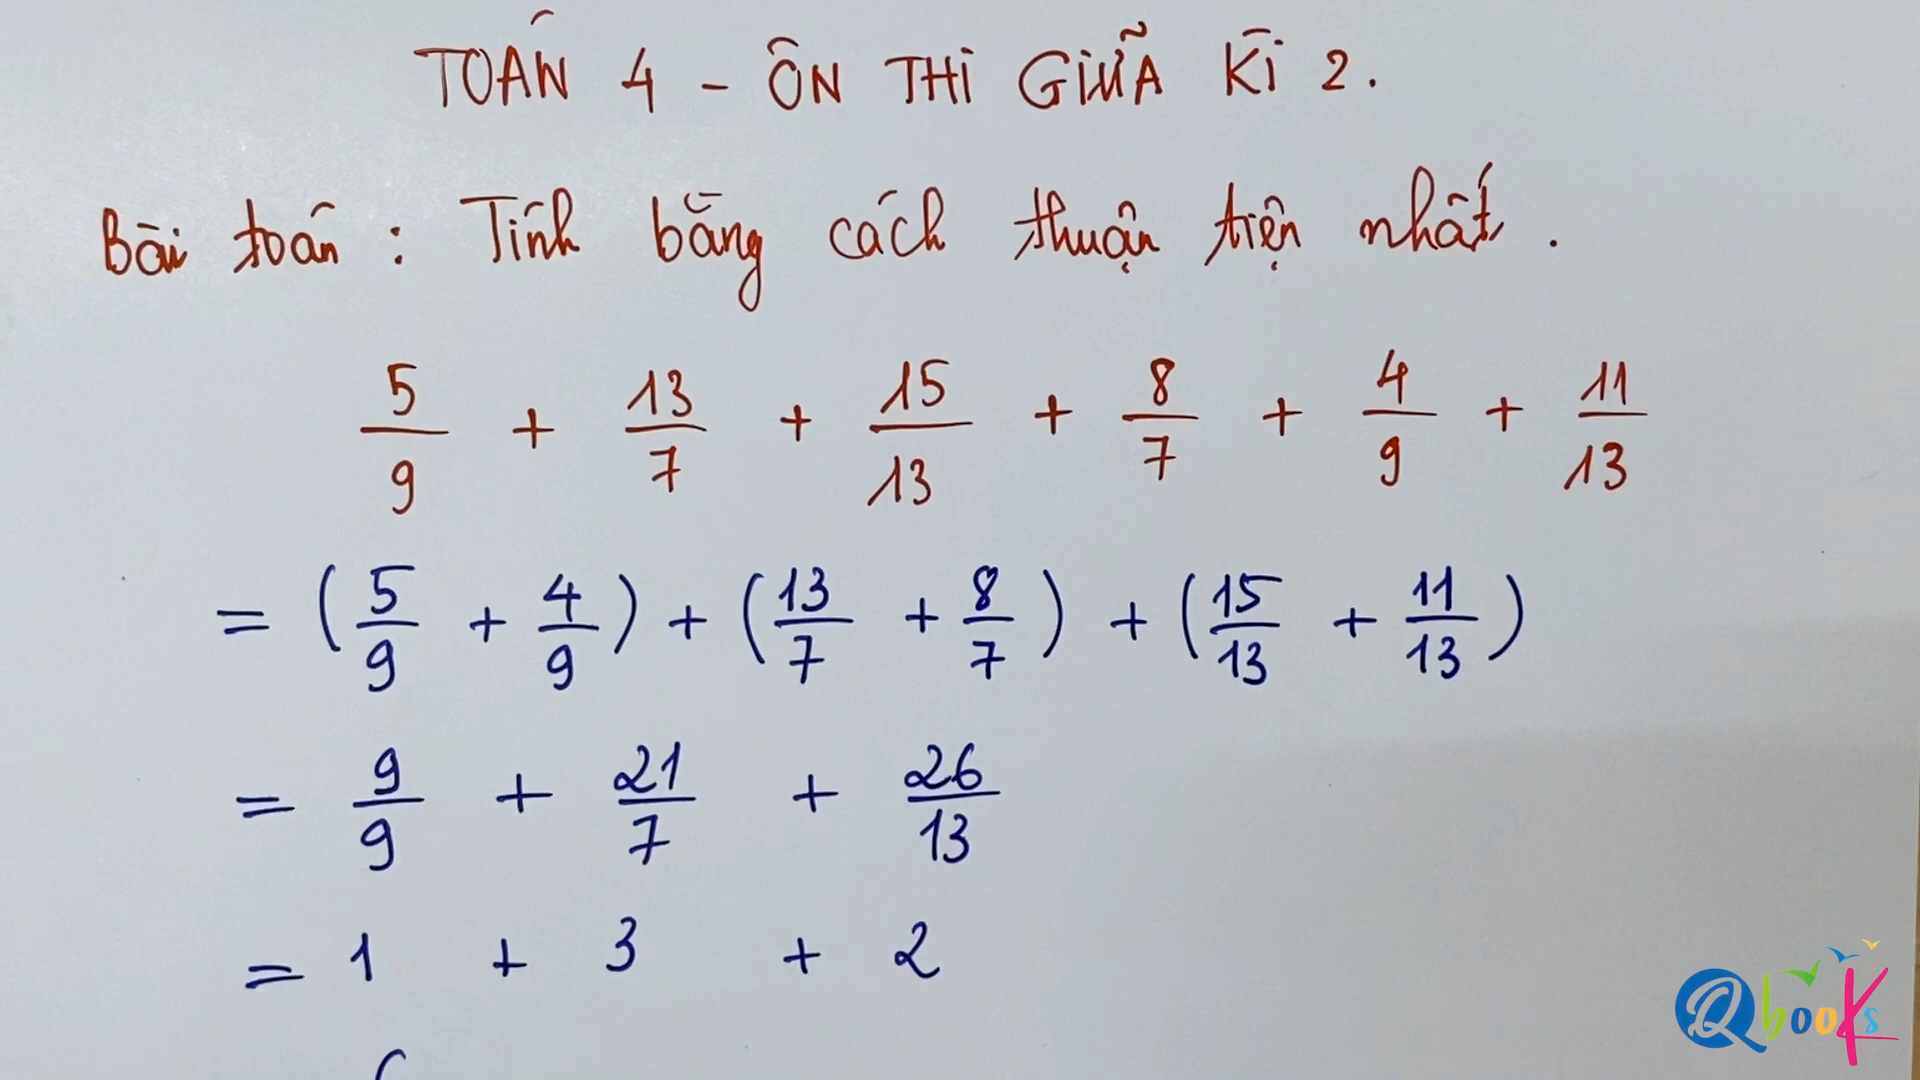 TOÁN 4 - ÔN THI GIỮA KÌ 2.
Bài toán : Tính bằng cách thuận tiện nhất .
5/9 + 13/7 + 15/13 + 8/7 + 4/9 + 11/13
= (5/9 + 4/9) + (13/7 + 8/7) + (15/13 + 11/13)
= 9/9 + 21/7 + 26/13
= 1 + 3 + 2
Qbooks